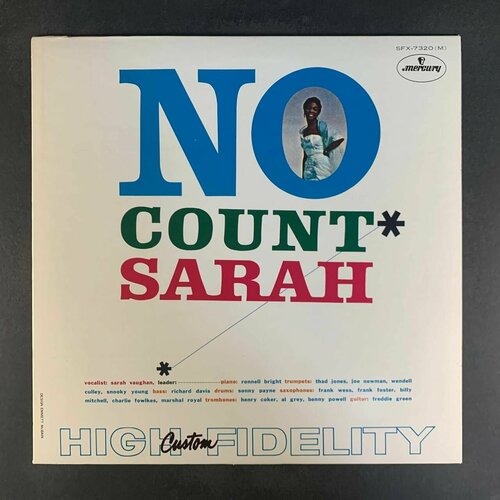 SFX-7320(M)
mercury
NO
COUNT*
SARAH
*
vocalist: sarah vaughan, leader: piano: ronnell bright trumpets: thad jones, joe newman, wendell
culley, snooky young bass: richard davis drums: sonny payne saxophones: frank wess, frank foster, billy
mitchell, charlie fowlkes, marshal royal trombones: henry coker, al grey, benny powell guitar: freddie green
HIGH Custom FIDELITY